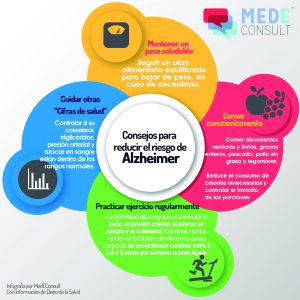 MEDE
CONSULT
Mantener un
peso saludable
Seguir un plan
alimentario equilibrado
para bajar de peso, en
caso de necesitarlo.
Cuidar otras
"Cifras de salud"
Controlar si su
colesterol,
triglicéridos,
presión arterial y
azúcar en sangre
están dentro de los
rangos normales.
Consejos para
reducir el riesgo de
Alzheimer
Comer
conscientemente
Comer abundantes
verduras y frutas, granos
enteros, pescado, pollo sin
grasa y legumbres.
Reducir el consumo de
calorías innecesarias y
controlar el tamaño
de las porciones
Practicar ejercicio regularmente
La actividad física ayuda a controlar el
peso, la presión arterial, el azúcar en
sangre y el colesterol. Caminar, nadar,
andar en bicicleta disminuye la grasa
corporal. Se recomienda caminar entre 2
1/2 y 5 horas por semana a paso ligero
Infografía por MedEConsult
Con información de Diario de la Salud